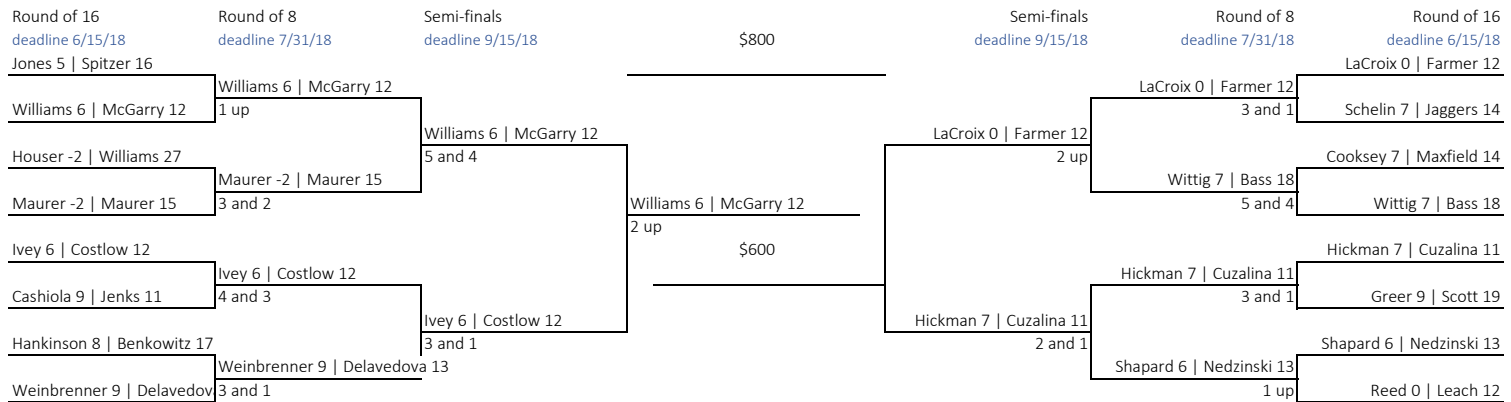 Round of 16 Round of 8 Semi-finals Semi-finals Round of 8 Round of 16
deadline 6/15/18 deadline 7/31/18 deadline 9/15/18 $800 deadline 9/15/18 deadline 7/31/18 deadline 6/15/18
Jones 5 | Spitzer 16 LaCroix 0 | Farmer 12
Williams 6 | McGarry 12 LaCroix 0 | Farmer 12
Williams 6 | McGarry 12 1 up 3 and 1 Schelin 7 | Jaggers 14
Williams 6 | McGarry 12 LaCroix 0 | Farmer 12
Houser -2 | Williams 27 5 and 4 2 up Cooksey 7 | Maxfield 14
Maurer -2 | Maurer 15 Wittig 7 | Bass 18
Maurer -2 | Maurer 15 3 and 2 Williams 6 | McGarry 12 5 and 4 Wittig 7 | Bass 18
2 up
Ivey 6 | Costlow 12 $600 Hickman 7 | Cuzalina 11
Ivey 6 | Costlow 12 Hickman 7 | Cuzalina 11
Cashiola 9 | Jenks 11 4 and 3 3 and 1 Greer 9 | Scott 19
Ivey 6 | Costlow 12 Hickman 7 | Cuzalina 11
Hankinson 8 | Benkowitz 17 3 and 1 2 and 1 Shapard 6 | Nedzinski 13
Weinbrenner 9 | Delavedova 13 Shapard 6 | Nedzinski 13
Weinbrenner 9 | Delavedov 3 and 1 1 up Reed 0 | Leach 12